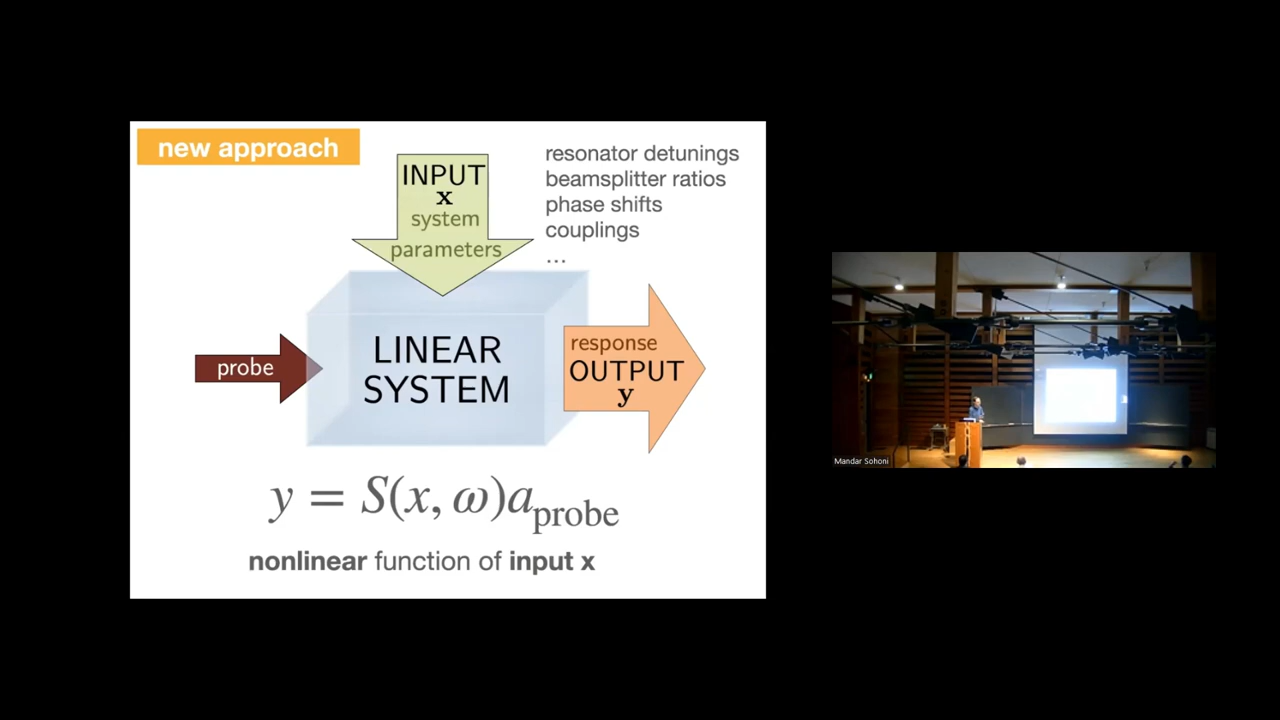 new approach
INPUT
x
system
parameters
resonator detunings
beamsplitter ratios
phase shifts
couplings
...
probe
LINEAR
SYSTEM
response
OUTPUT
y
y = S(x, ω)a_probe
nonlinear function of input x
Mandar Sohoni